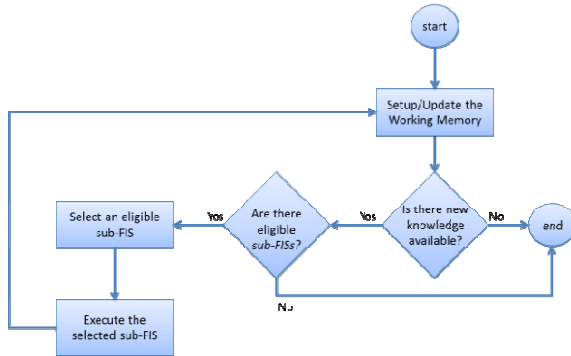 start
Setup/Update the
Working Memory
Is there new
knowledge
available?
No
and
Yes
Are there
eligible
sub-FISs?
Yes
No
Select an eligible
sub-FIS
Execute the
selected sub-FIS